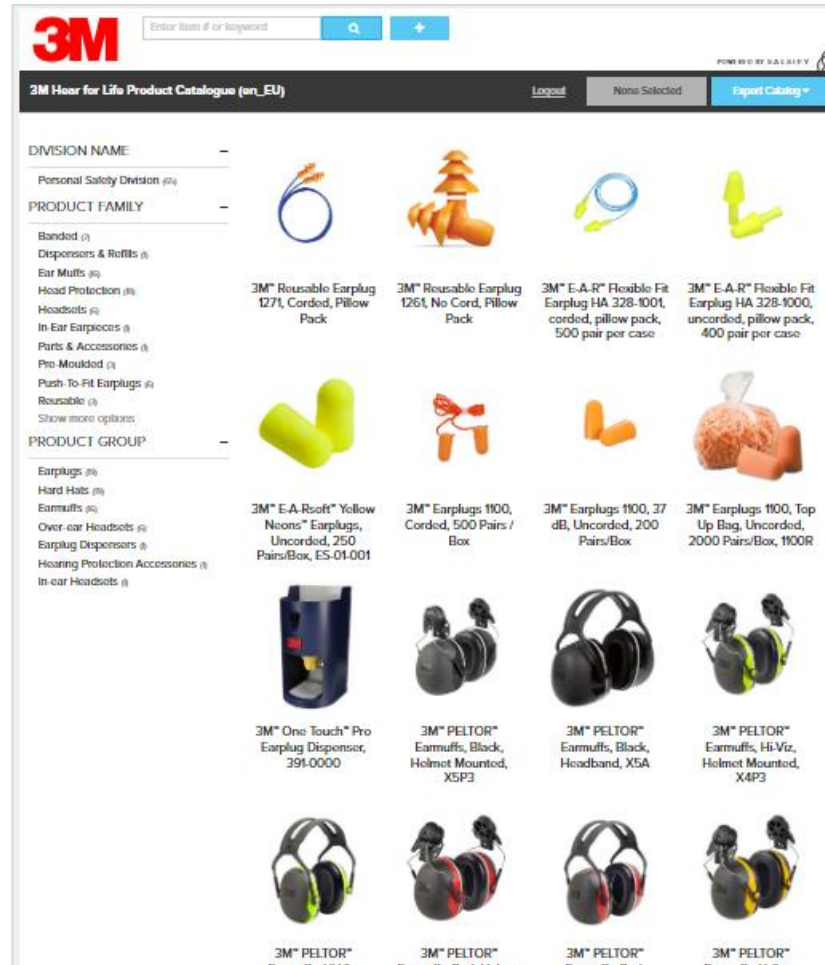 3M
Enter item # or keyword
POWERED BY SALSIFY
3M Hear for Life Product Catalogue (en_EU)
Logout
None Selected
Export Catalog
DIVISION NAME
Personal Safety Division
PRODUCT FAMILY
Banded
Dispensers & Refills
Ear Muffs
Head Protection
Headsets
In-Ear Earpieces
Parts & Accessories
Pre-Moulded
Push-To-Fit Earplugs
Reusable
Show more options
PRODUCT GROUP
Earplugs
Hard Hats
Earmuffs
Over-ear Headsets
Earplug Dispensers
Hearing Protection Accessories
In-ear Headsets
3M™ Reusable Earplug
1271, Corded, Pillow
Pack
3M™ Reusable Earplug
1261, No Cord, Pillow
Pack
3M™ E-A-R™ Flexible Fit
Earplug HA 328-1001,
corded, pillow pack,
500 pair per case
3M™ E-A-R™ Flexible Fit
Earplug HA 328-1000,
uncorded, pillow pack,
400 pair per case
3M™ E-A-Rsoft™ Yellow
Neons™ Earplugs,
Uncorded, 250
Pairs/Box, ES-01-001
3M™ Earplugs 1100,
Corded, 500 Pairs /
Box
3M™ Earplugs 1100, 37
dB, Uncorded, 200
Pairs/Box
3M™ Earplugs 1100, Top
Up Bag, Uncorded,
2000 Pairs/Box, 1100R
3M™ One Touch™ Pro
Earplug Dispenser,
391-0000
3M™ PELTOR™
Earmuffs, Black,
Helmet Mounted,
X5P3
3M™ PELTOR™
Earmuffs, Black,
Headband, X5A
3M™ PELTOR™
Earmuffs, Hi-Viz,
Helmet Mounted,
X4P3
3M™ PELTOR™
3M™ PELTOR™
3M™ PELTOR™
3M™ PELTOR™